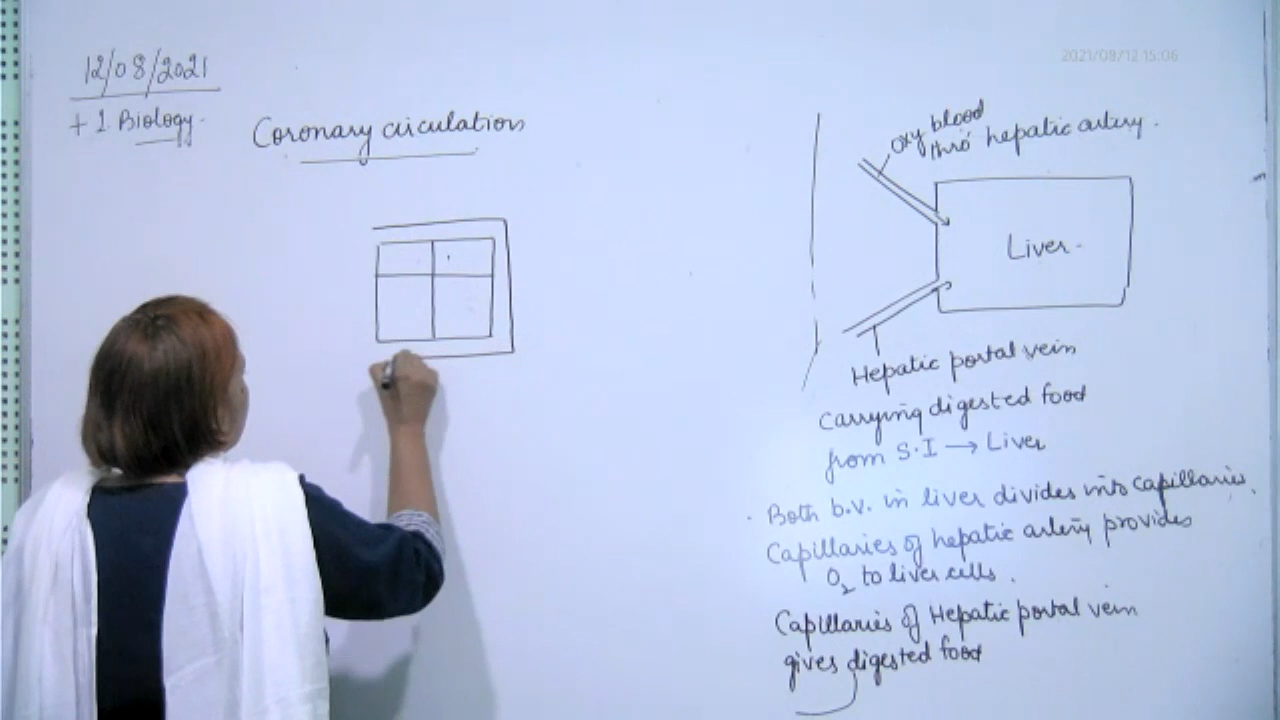 2021/08/12 15:06
12/08/2021
+1 Biology.
Coronary circulation
Oxy blood
thro' hepatic artery.
Liver.
Hepatic portal vein
Carrying digested food
from S.I → Liver
. Both b.v. in liver divides into capillaries.
Capillaries of hepatic artery provides
O₂ to liver cells.
Capillaries of Hepatic portal vein
gives digested food